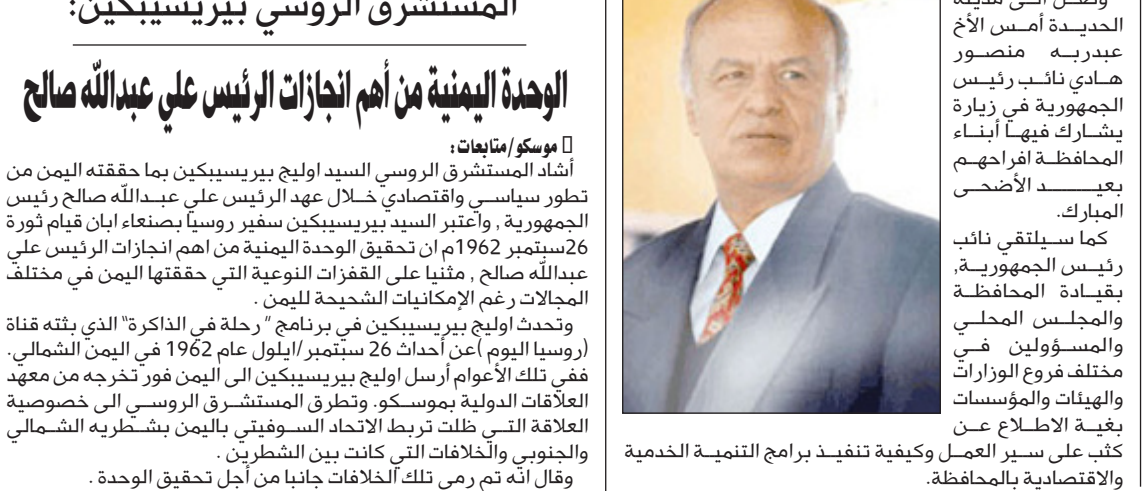 وصل الى مدينة
الحديدة أمس الأخ
عبدربه منصور
هادي نائب رئيس
الجمهورية في زيارة
يشارك فيها أبناء
المحافظة افراحهم
بعيد الأضحى
المبارك.
كما سيلتقي نائب
رئيس الجمهورية,
بقيادة المحافظة
والمجلس المحلي
والمسؤولين في
مختلف فروع الوزارات
والهيئات والمؤسسات
بغية الاطلاع عن
كثب على سير العمل وكيفية تنفيذ برامج التنمية الخدمية
والاقتصادية بالمحافظة.
المستشرق الروسي بيريسيبكين:
الوحدة اليمنية من أهم انجازات الرئيس علي عبدالله صالح
موسكو/متابعات:
أشاد المستشرق الروسي السيد اوليج بيريسيبكين بما حققته اليمن من
تطور سياسي واقتصادي خلال عهد الرئيس علي عبدالله صالح رئيس
الجمهورية , واعتبر السيد بيريسيبكين سفير روسيا بصنعاء ابان قيام ثورة
26سبتمبر 1962م ان تحقيق الوحدة اليمنية من اهم انجازات الرئيس علي
عبدالله صالح , مثنيا على القفزات النوعية التي حققتها اليمن في مختلف
المجالات رغم الإمكانيات الشحيحة لليمن .
وتحدث اوليج بيريسيبكين في برنامج "رحلة في الذاكرة" الذي بثته قناة
(روسيا اليوم )عن أحداث 26 سبتمبر/ايلول عام 1962 في اليمن الشمالي.
ففي تلك الأعوام أرسل اوليج بيريسيبكين الى اليمن فور تخرجه من معهد
العلاقات الدولية بموسكو. وتطرق المستشرق الروسي الى خصوصية
العلاقة التي ظلت تربط الاتحاد السوفيتي باليمن بشطريه الشمالي
والجنوبي والخلافات التي كانت بين الشطرين .
وقال انه تم رمى تلك الخلافات جانبا من أجل تحقيق الوحدة .